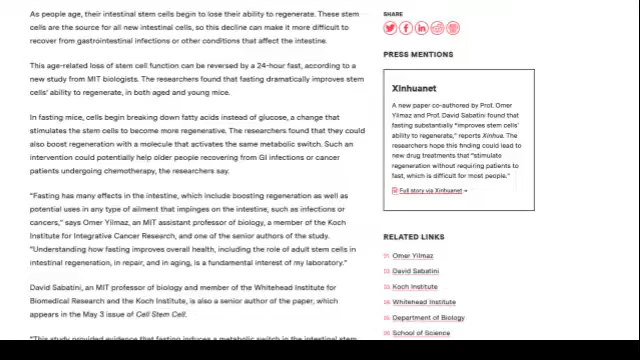 As people age, their intestinal stem cells begin to lose their ability to regenerate. These stem
cells are the source for all new intestinal cells, so this decline can make it more difficult to
recover from gastrointestinal infections or other conditions that affect the intestine.
This age-related loss of stem cell function can be reversed by a 24-hour fast, according to a
new study from MIT biologists. The researchers found that fasting dramatically improves stem
cells' ability to regenerate, in both aged and young mice.
In fasting mice, cells begin breaking down fatty acids instead of glucose, a change that
stimulates the stem cells to become more regenerative. The researchers found that they could
also boost regeneration with a molecule that activates the same metabolic switch. Such an
intervention could potentially help older people recovering from GI infections or cancer
patients undergoing chemotherapy, the researchers say.
"Fasting has many effects in the intestine, which include boosting regeneration as well as
potential uses in any type of ailment that impinges on the intestine, such as infections or
cancers," says Omer Yilmaz, an MIT assistant professor of biology, a member of the Koch
Institute for Integrative Cancer Research, and one of the senior authors of the study.
"Understanding how fasting improves overall health, including the role of adult stem cells in
intestinal regeneration, in repair, and in aging, is a fundamental interest of my laboratory."
David Sabatini, an MIT professor of biology and member of the Whitehead Institute for
Biomedical Research and the Koch Institute, is also a senior author of the paper, which
appears in the May 3 issue of Cell Stem Cell.
"This study provided evidence that fasting induces a metabolic switch in the intestinal stem
SHARE
PRESS MENTIONS
Xinhuanet
A new paper co-authored by Prof. Omer
Yilmaz and Prof. David Sabatini found that
fasting substantially "improves stem cells'
ability to regenerate," reports Xinhua. The
researchers hope this finding could lead to
new drug treatments that "stimulate
regeneration without requiring patients to
fast, which is difficult for most people."
Full story via Xinhuanet →
RELATED LINKS
Omer Yilmaz
David Sabatini
Koch Institute
Whitehead Institute
Department of Biology
School of Science